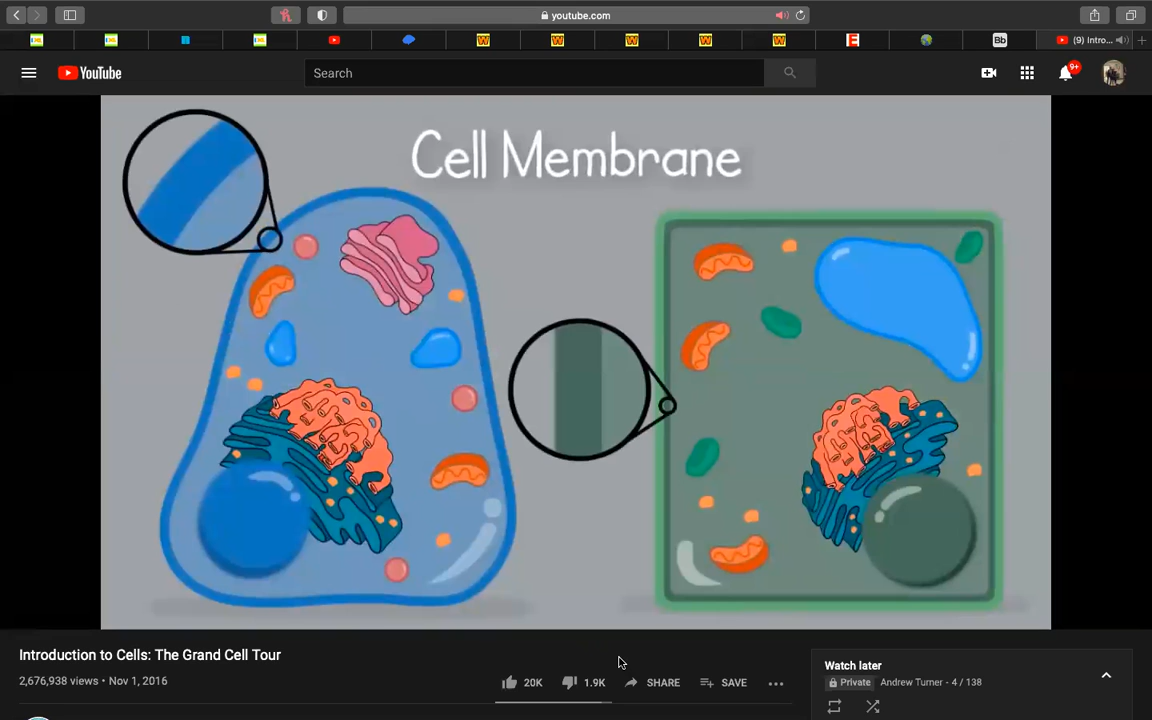 youtube.com
W
W
W
W
W
E
Bb
(9) Intro...
YouTube
Search
9+
Cell Membrane
Introduction to Cells: The Grand Cell Tour
2,676,938 views • Nov 1, 2016
20K
1.9K
SHARE
SAVE
Watch later
Private
Andrew Turner - 4 / 138